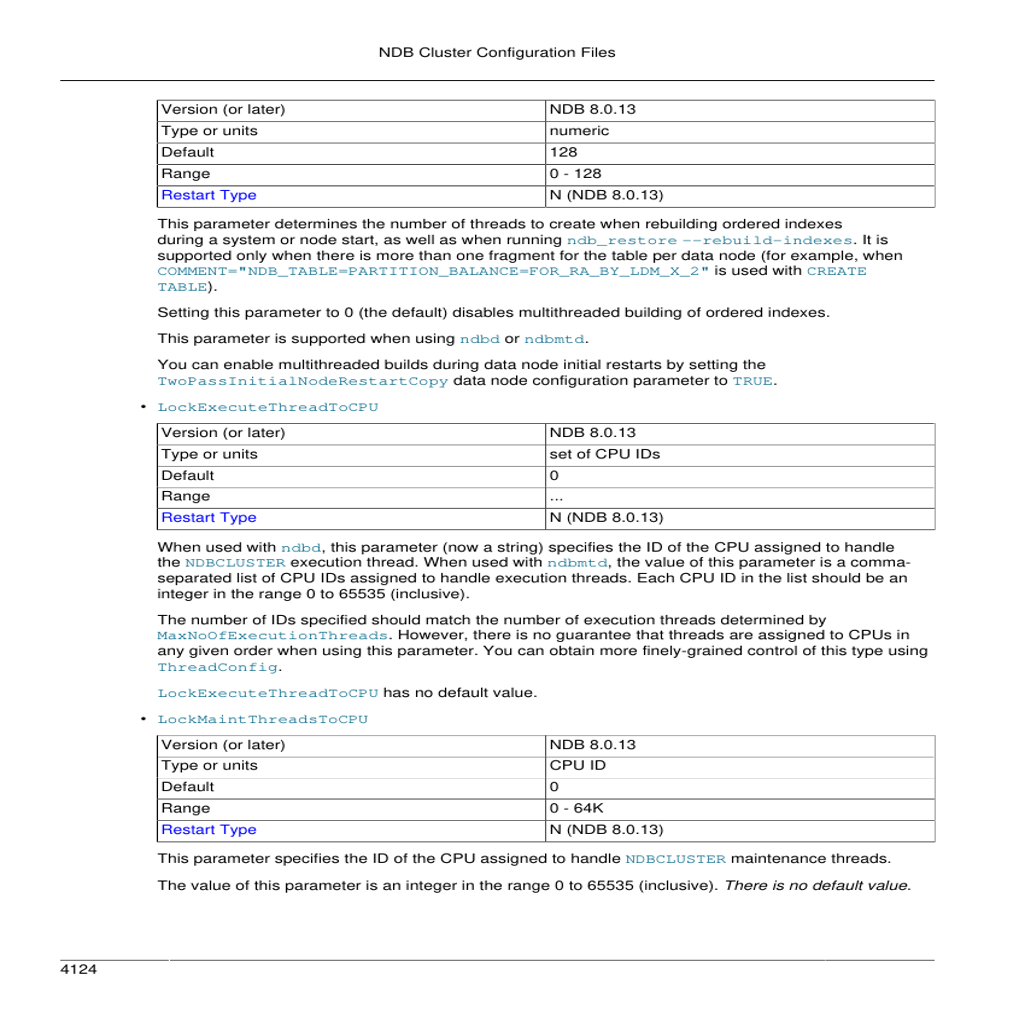 NDB Cluster Configuration Files
Version (or later) NDB 8.0.13
Type or units numeric
Default 128
Range 0 - 128
Restart Type N (NDB 8.0.13)
This parameter determines the number of threads to create when rebuilding ordered indexes
during a system or node start, as well as when running ndb_restore --rebuild-indexes. It is
supported only when there is more than one fragment for the table per data node (for example, when
COMMENT="NDB_TABLE=PARTITION_BALANCE=FOR_RA_BY_LDM_X_2" is used with CREATE
TABLE).
Setting this parameter to 0 (the default) disables multithreaded building of ordered indexes.
This parameter is supported when using ndbd or ndbmtd.
You can enable multithreaded builds during data node initial restarts by setting the
TwoPassInitialNodeRestartCopy data node configuration parameter to TRUE.
• LockExecuteThreadToCPU
Version (or later) NDB 8.0.13
Type or units set of CPU IDs
Default 0
Range ...
Restart Type N (NDB 8.0.13)
When used with ndbd, this parameter (now a string) specifies the ID of the CPU assigned to handle
the NDBCLUSTER execution thread. When used with ndbmtd, the value of this parameter is a comma-
separated list of CPU IDs assigned to handle execution threads. Each CPU ID in the list should be an
integer in the range 0 to 65535 (inclusive).
The number of IDs specified should match the number of execution threads determined by
MaxNoOfExecutionThreads. However, there is no guarantee that threads are assigned to CPUs in
any given order when using this parameter. You can obtain more finely-grained control of this type using
ThreadConfig.
LockExecuteThreadToCPU has no default value.
• LockMaintThreadsToCPU
Version (or later) NDB 8.0.13
Type or units CPU ID
Default 0
Range 0 - 64K
Restart Type N (NDB 8.0.13)
This parameter specifies the ID of the CPU assigned to handle NDBCLUSTER maintenance threads.
The value of this parameter is an integer in the range 0 to 65535 (inclusive). There is no default value.
4124